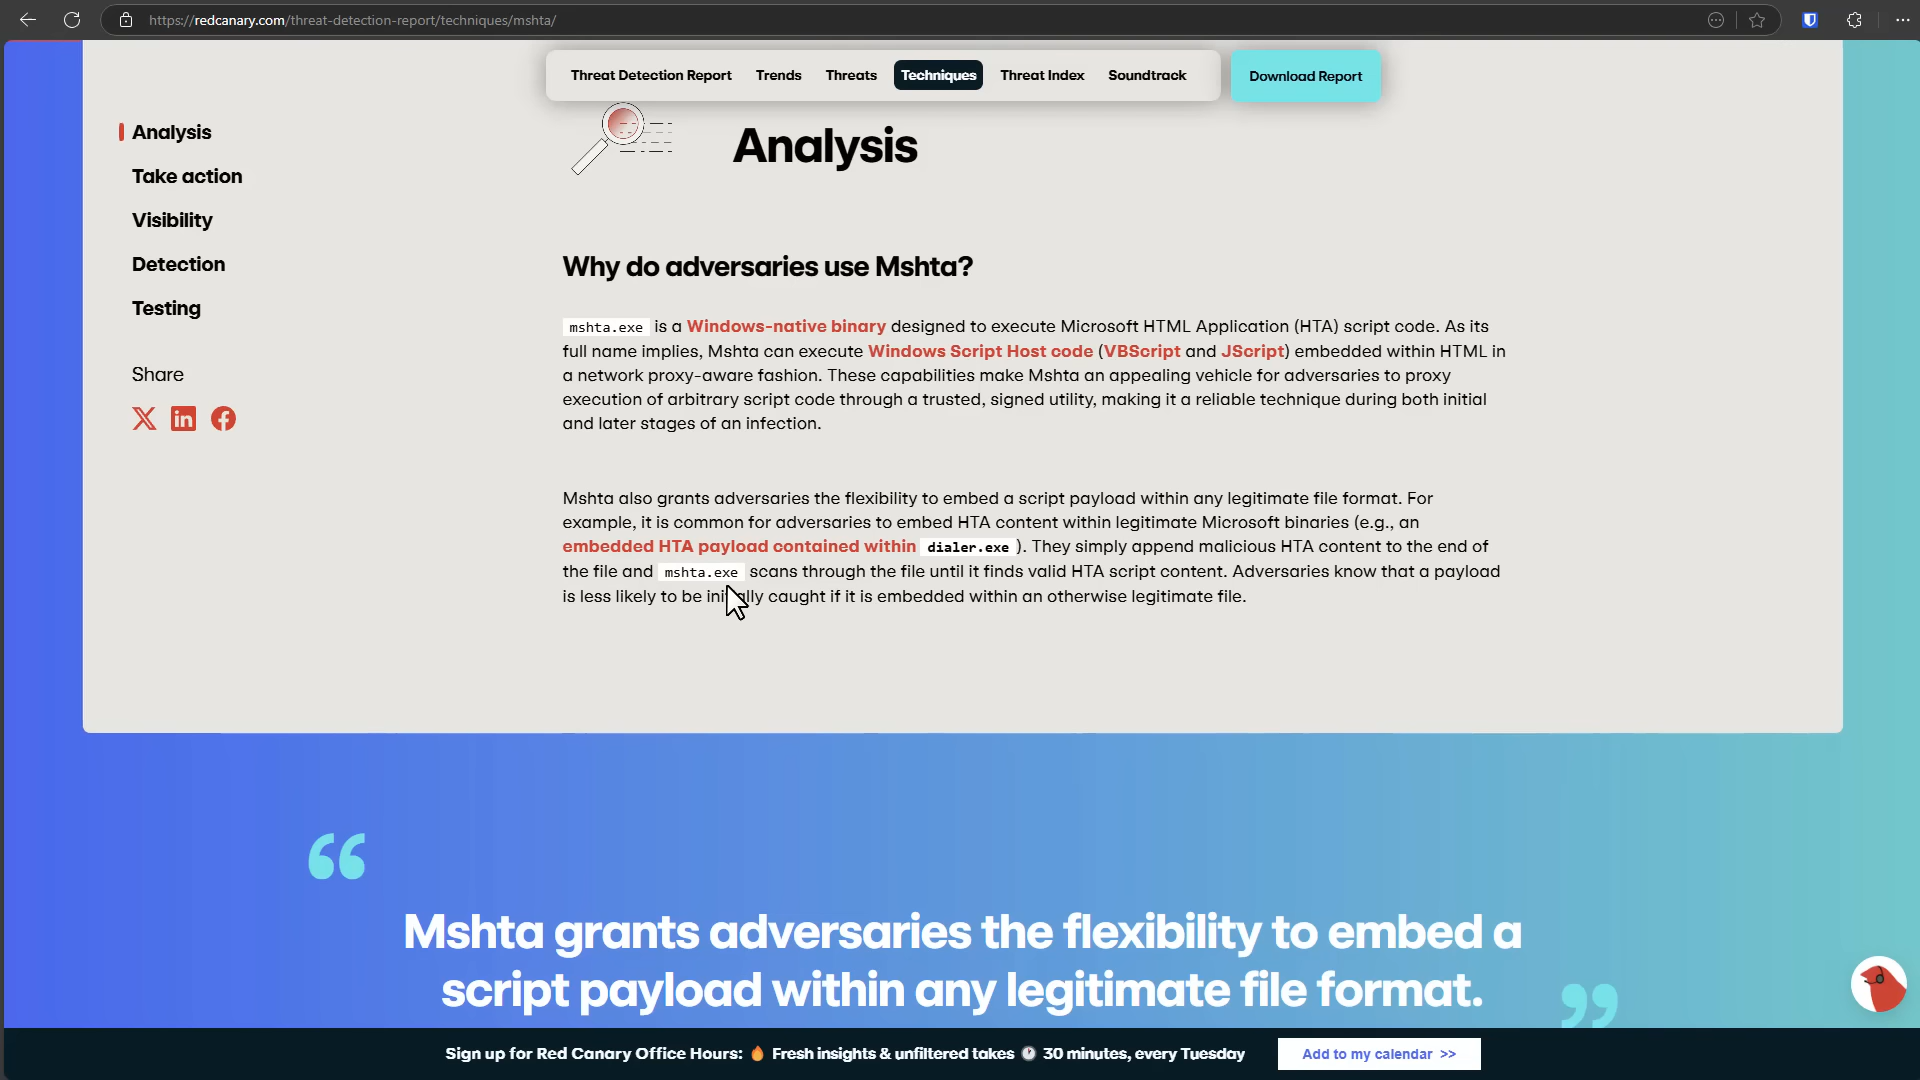 https://redcanary.com/threat-detection-report/techniques/mshta/
Threat Detection Report Trends Threats Techniques Threat Index Soundtrack Download Report
Analysis
Take action
Visibility
Detection
Testing
Share
Analysis
Why do adversaries use Mshta?
mshta.exe is a Windows-native binary designed to execute Microsoft HTML Application (HTA) script code. As its
full name implies, Mshta can execute Windows Script Host code (VBScript and JScript) embedded within HTML in
a network proxy-aware fashion. These capabilities make Mshta an appealing vehicle for adversaries to proxy
execution of arbitrary script code through a trusted, signed utility, making it a reliable technique during both initial
and later stages of an infection.
Mshta also grants adversaries the flexibility to embed a script payload within any legitimate file format. For
example, it is common for adversaries to embed HTA content within legitimate Microsoft binaries (e.g., an
embedded HTA payload contained within dialer.exe). They simply append malicious HTA content to the end of
the file and mshta.exe scans through the file until it finds valid HTA script content. Adversaries know that a payload
is less likely to be initially caught if it is embedded within an otherwise legitimate file.
“
Mshta grants adversaries the flexibility to embed a
script payload within any legitimate file format.
”
Sign up for Red Canary Office Hours: 🔥 Fresh insights & unfiltered takes 🕐 30 minutes, every Tuesday Add to my calendar >>